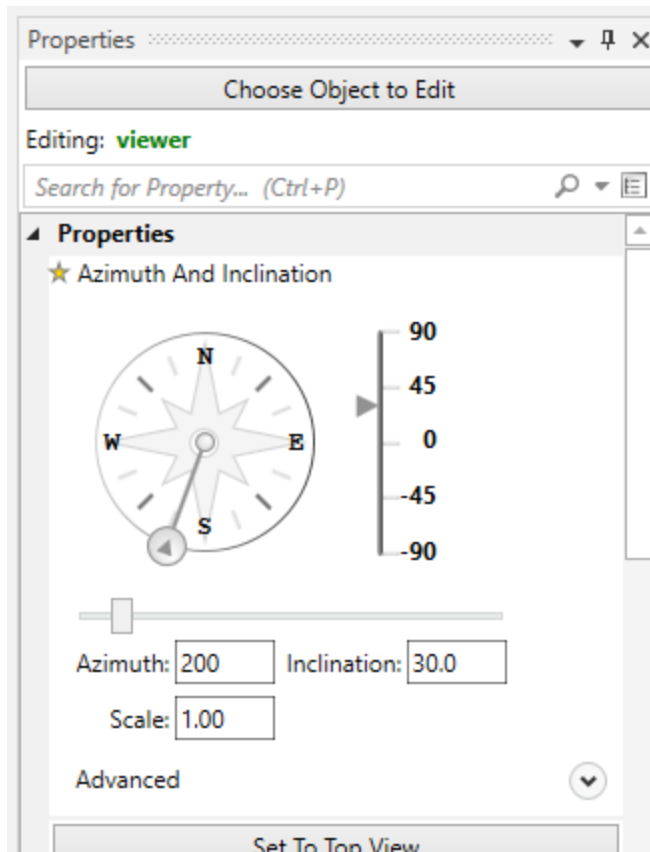 Properties
Choose Object to Edit
Editing: viewer
Search for Property... (Ctrl+P)
Properties
Azimuth And Inclination
N
W
E
S
90
45
0
-45
-90
Azimuth: 200 Inclination: 30.0
Scale: 1.00
Advanced
Set To Top View